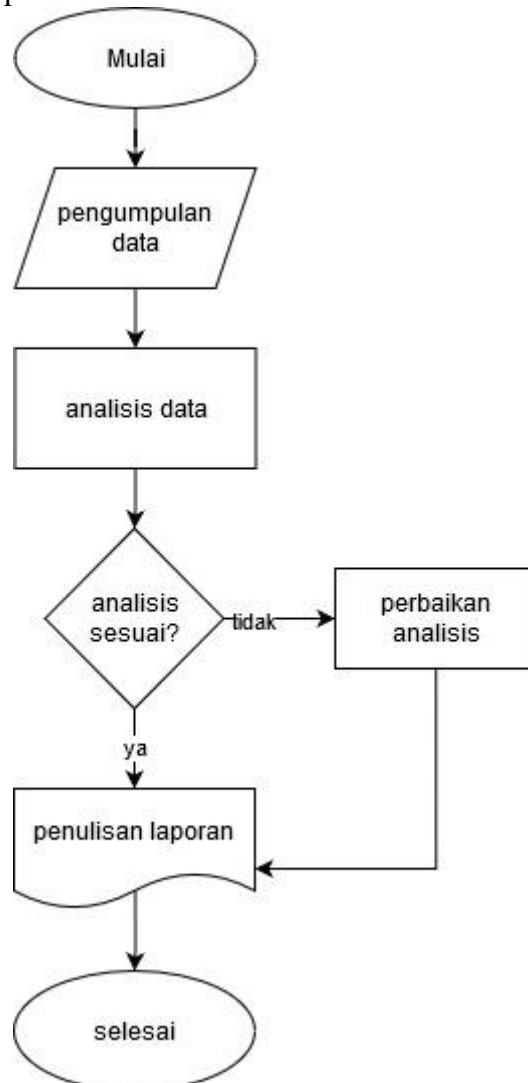 Mulai
pengumpulan
data
analisis data
analisis
sesuai?
tidak
perbaikan
analisis
ya
penulisan laporan
selesai